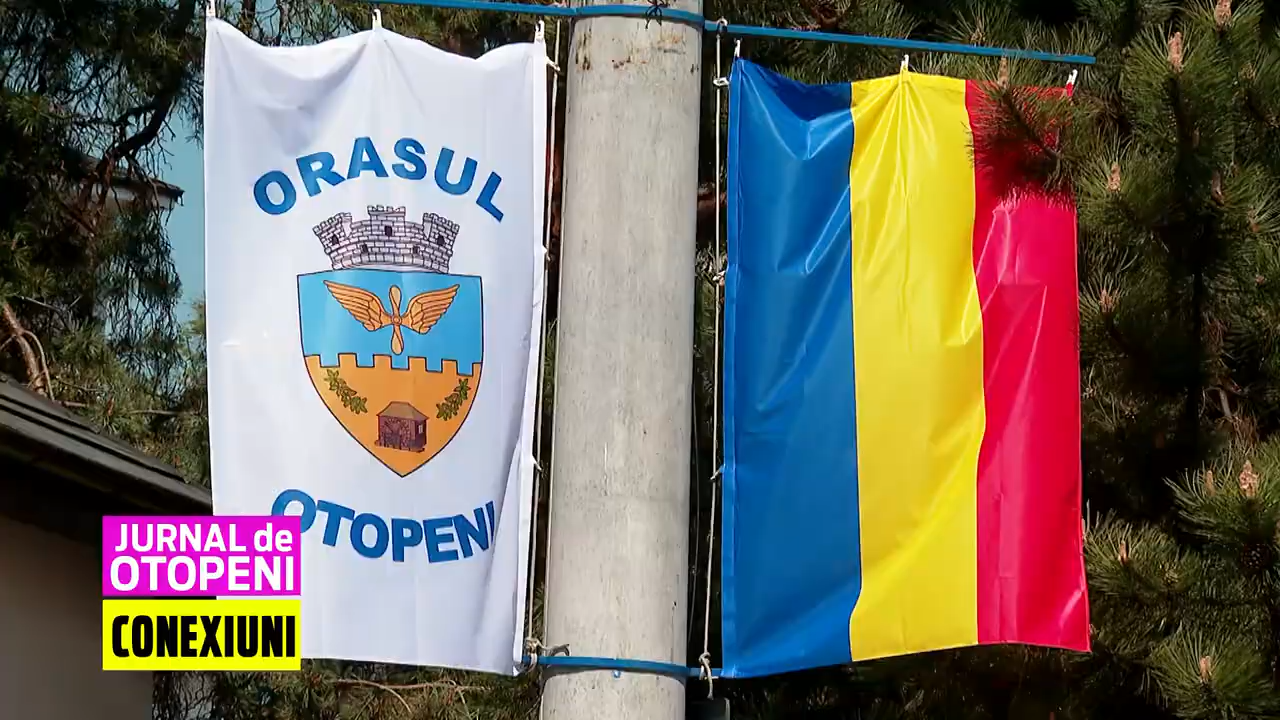 ORASUL
OTOPENI
JURNAL de
OTOPENI
CONEXIUNI